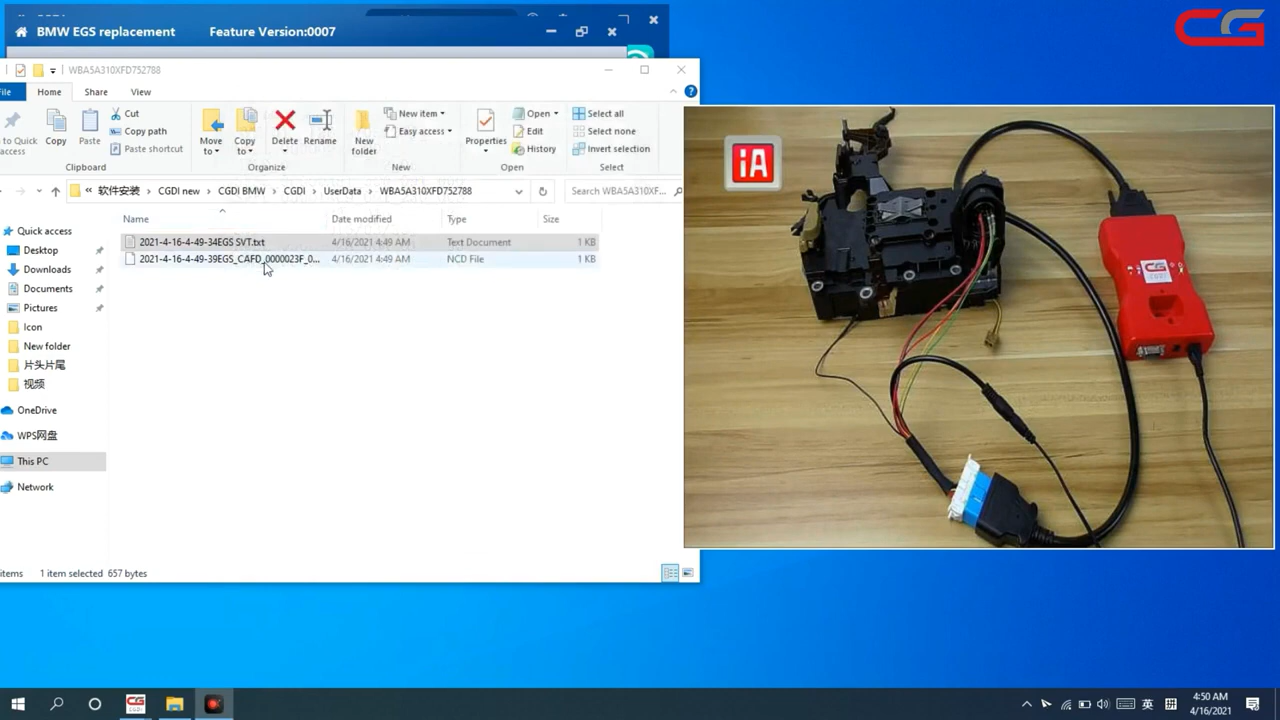 BMW EGS replacement
Feature Version:0007
WBA5A310XFD752788
File
Home
Share
View
Cut
Copy path
Paste shortcut
to Quick
access
Copy
Paste
Clipboard
Move
to
Copy
to
Delete
Rename
Organize
New
folder
New item
Easy access
New
Properties
Open
Edit
History
Open
Select all
Select none
Invert selection
Select
« 软件安装 > CGDI new > CGDI BMW > CGDI > UserData > WBA5A310XFD752788
Search WBA5A310XF...
Name
Date modified
Type
Size
2021-4-16-4-49-34EGS SVT.txt
4/16/2021 4:49 AM
Text Document
1 KB
2021-4-16-4-49-39EGS_CAFD_0000023F_0...
4/16/2021 4:49 AM
NCD File
1 KB
Quick access
Desktop
Downloads
Documents
Pictures
Icon
New folder
片头片尾
视频
OneDrive
WPS网盘
This PC
Network
items
1 item selected 657 bytes
CG
iA
CG
CGDI
英
拼
4:50 AM
4/16/2021